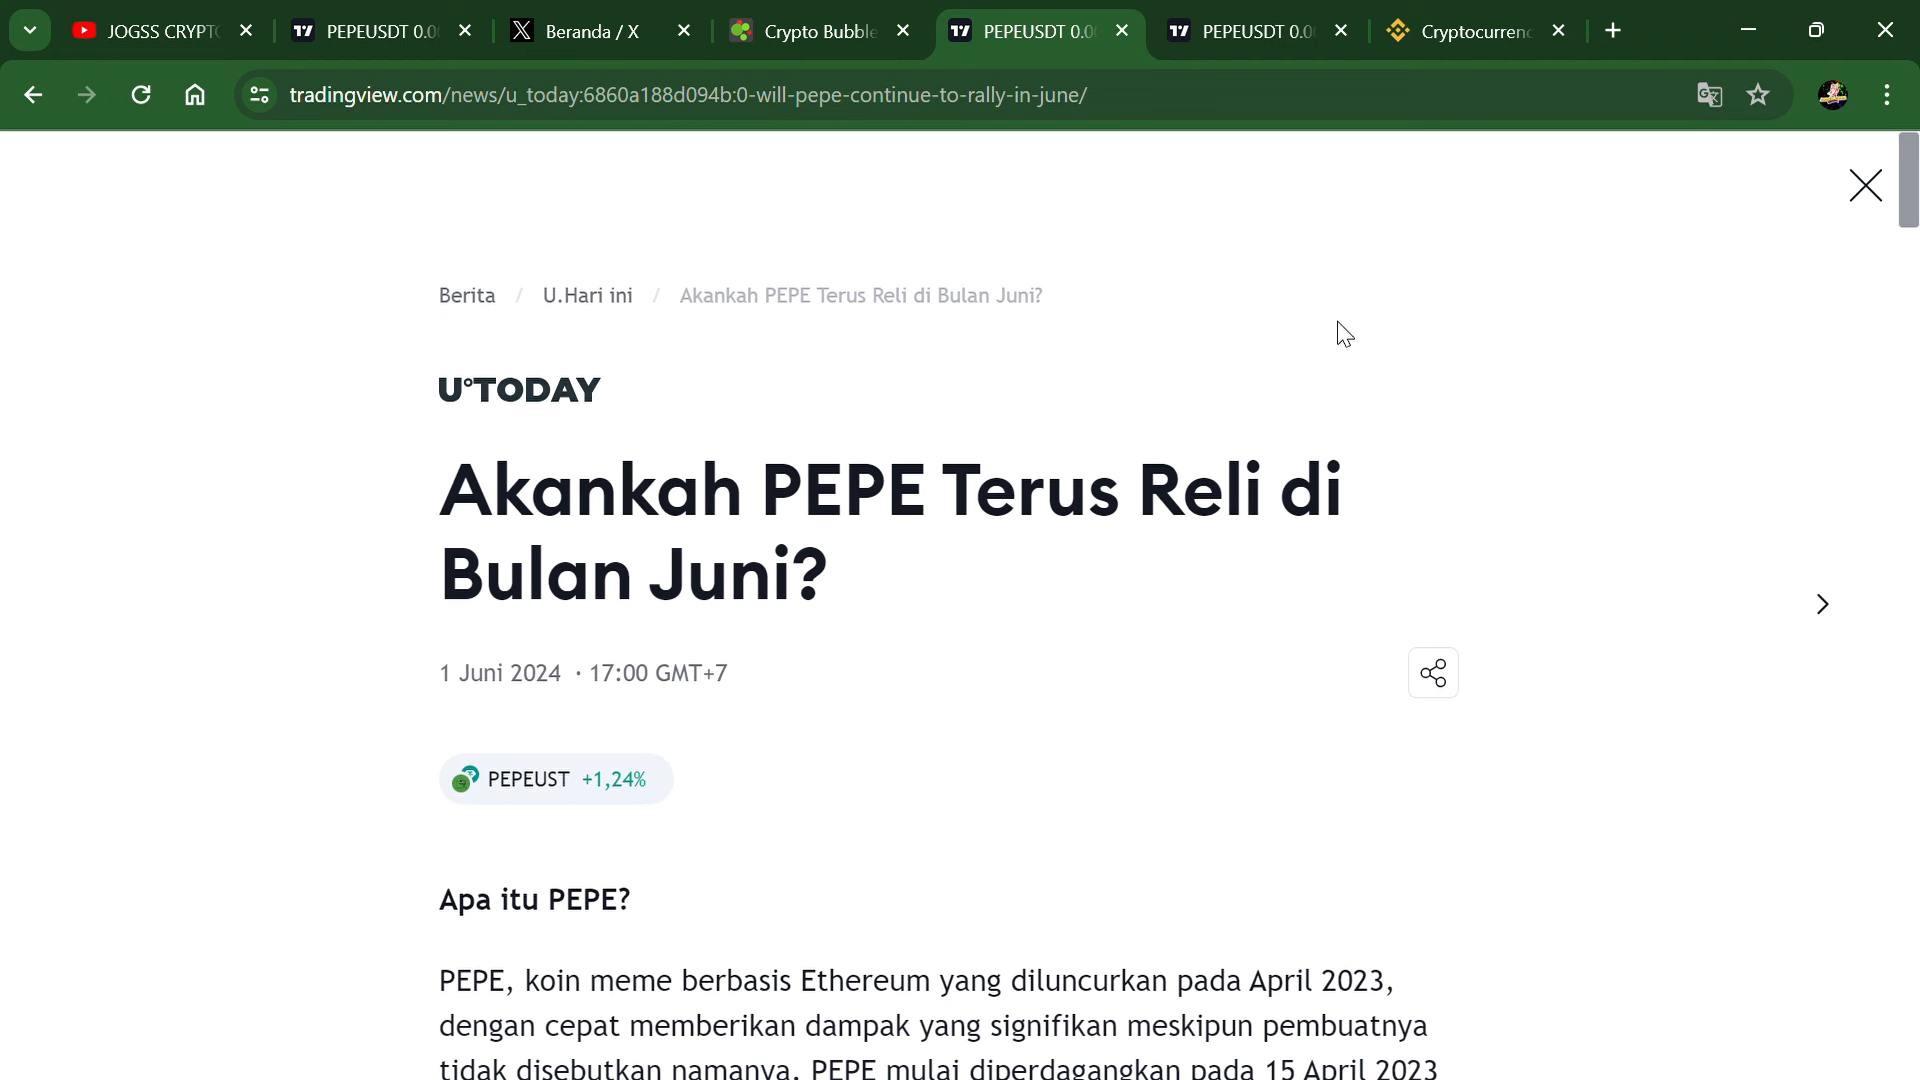 JOGSS CRYPTO
PEPEUSDT 0.0
Beranda / X
Crypto Bubble
PEPEUSDT 0.0
PEPEUSDT 0.0
Cryptocurrenc
tradingview.com/news/u_today:6860a188d094b:0-will-pepe-continue-to-rally-in-june/
Berita / U.Hari ini / Akankah PEPE Terus Reli di Bulan Juni?
U°TODAY
Akankah PEPE Terus Reli di
Bulan Juni?
1 Juni 2024 · 17:00 GMT+7
PEPEUST +1,24%
Apa itu PEPE?
PEPE, koin meme berbasis Ethereum yang diluncurkan pada April 2023,
dengan cepat memberikan dampak yang signifikan meskipun pembuatnya
tidak disebutkan namanya. PEPE mulai diperdagangkan pada 15 April 2023